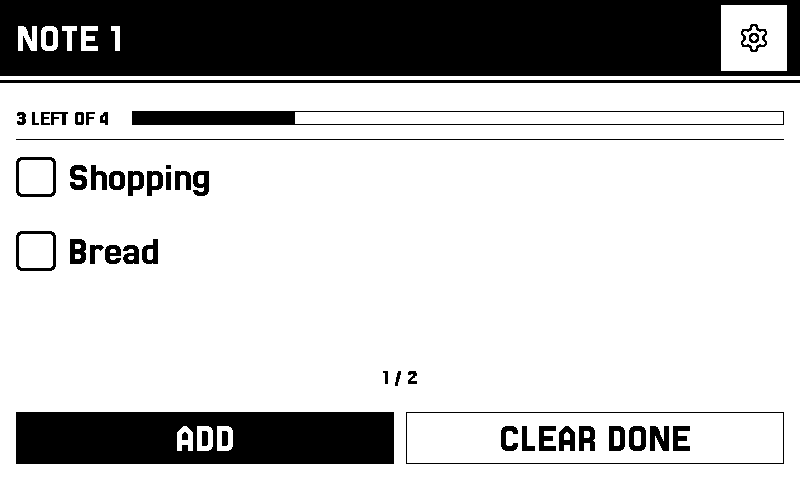 NOTE 1
3 LEFT OF 4
Shopping
Bread
1 / 2
ADD
CLEAR DONE